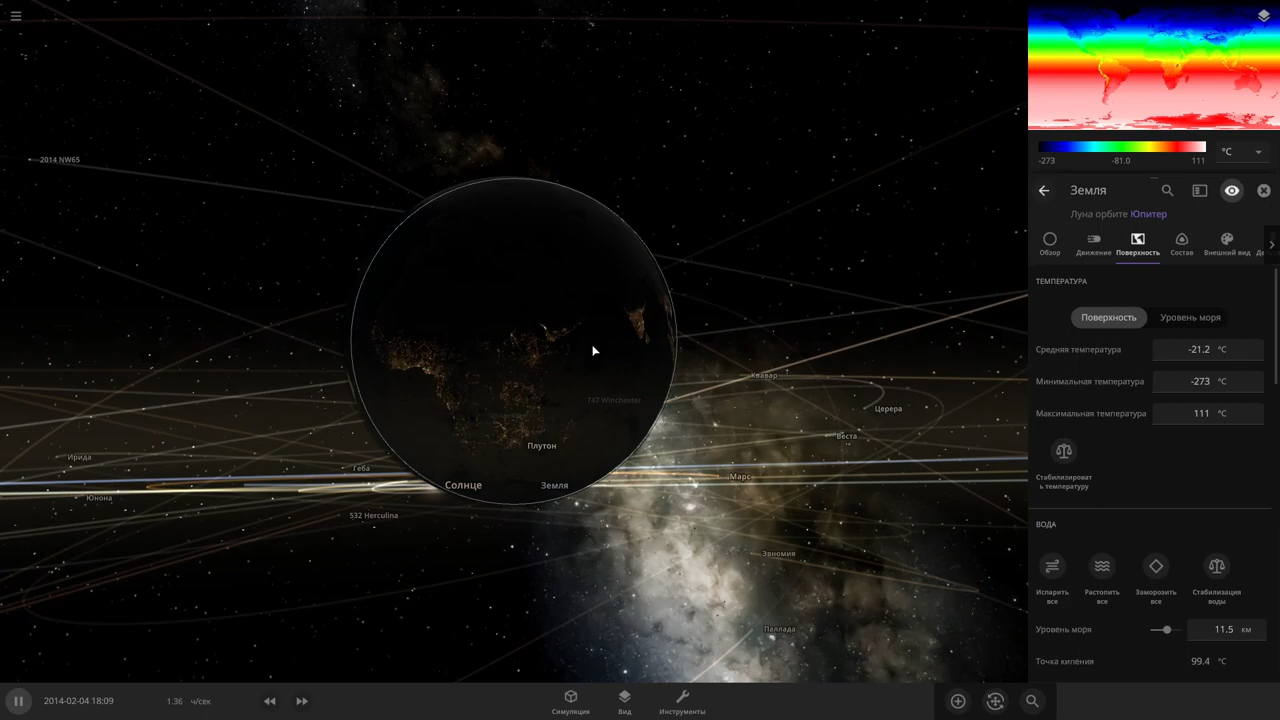 2014 NW65
Квавар
747 Winchester
Церера
Веста
Плутон
Ирида
Геба
Марс
Солнце
Земля
Юнона
532 Herculina
Эвномия
Паллада
-273
-81.0
111
°C
Земля
Луна орбите Юпитер
Обзор
Движение
Поверхность
Состав
Внешний вид
ТЕМПЕРАТУРА
Поверхность
Уровень моря
Средняя температура -21.2 °C
Минимальная температура -273 °C
Максимальная температура 111 °C
Стабилизироват
ь температуру
ВОДА
Испарить
все
Растопить
все
Заморозить
все
Стабилизация
воды
Уровень моря 11.5 км
Точка кипения 99.4 °C
2014-02-04 18:09
1.36 ч/сек
Симуляция
Вид
Инструменты